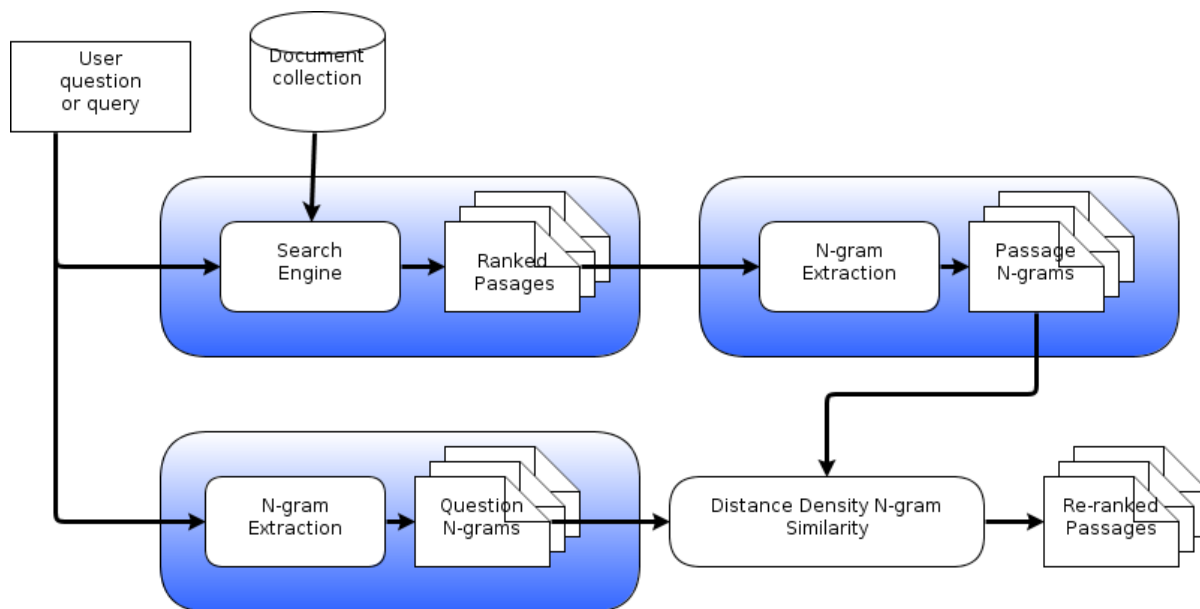 User
question
or query
Document
collection
Search
Engine
Ranked
Pasages
N-gram
Extraction
Passage
N-grams
N-gram
Extraction
Question
N-grams
Distance Density N-gram
Similarity
Re-ranked
Passages